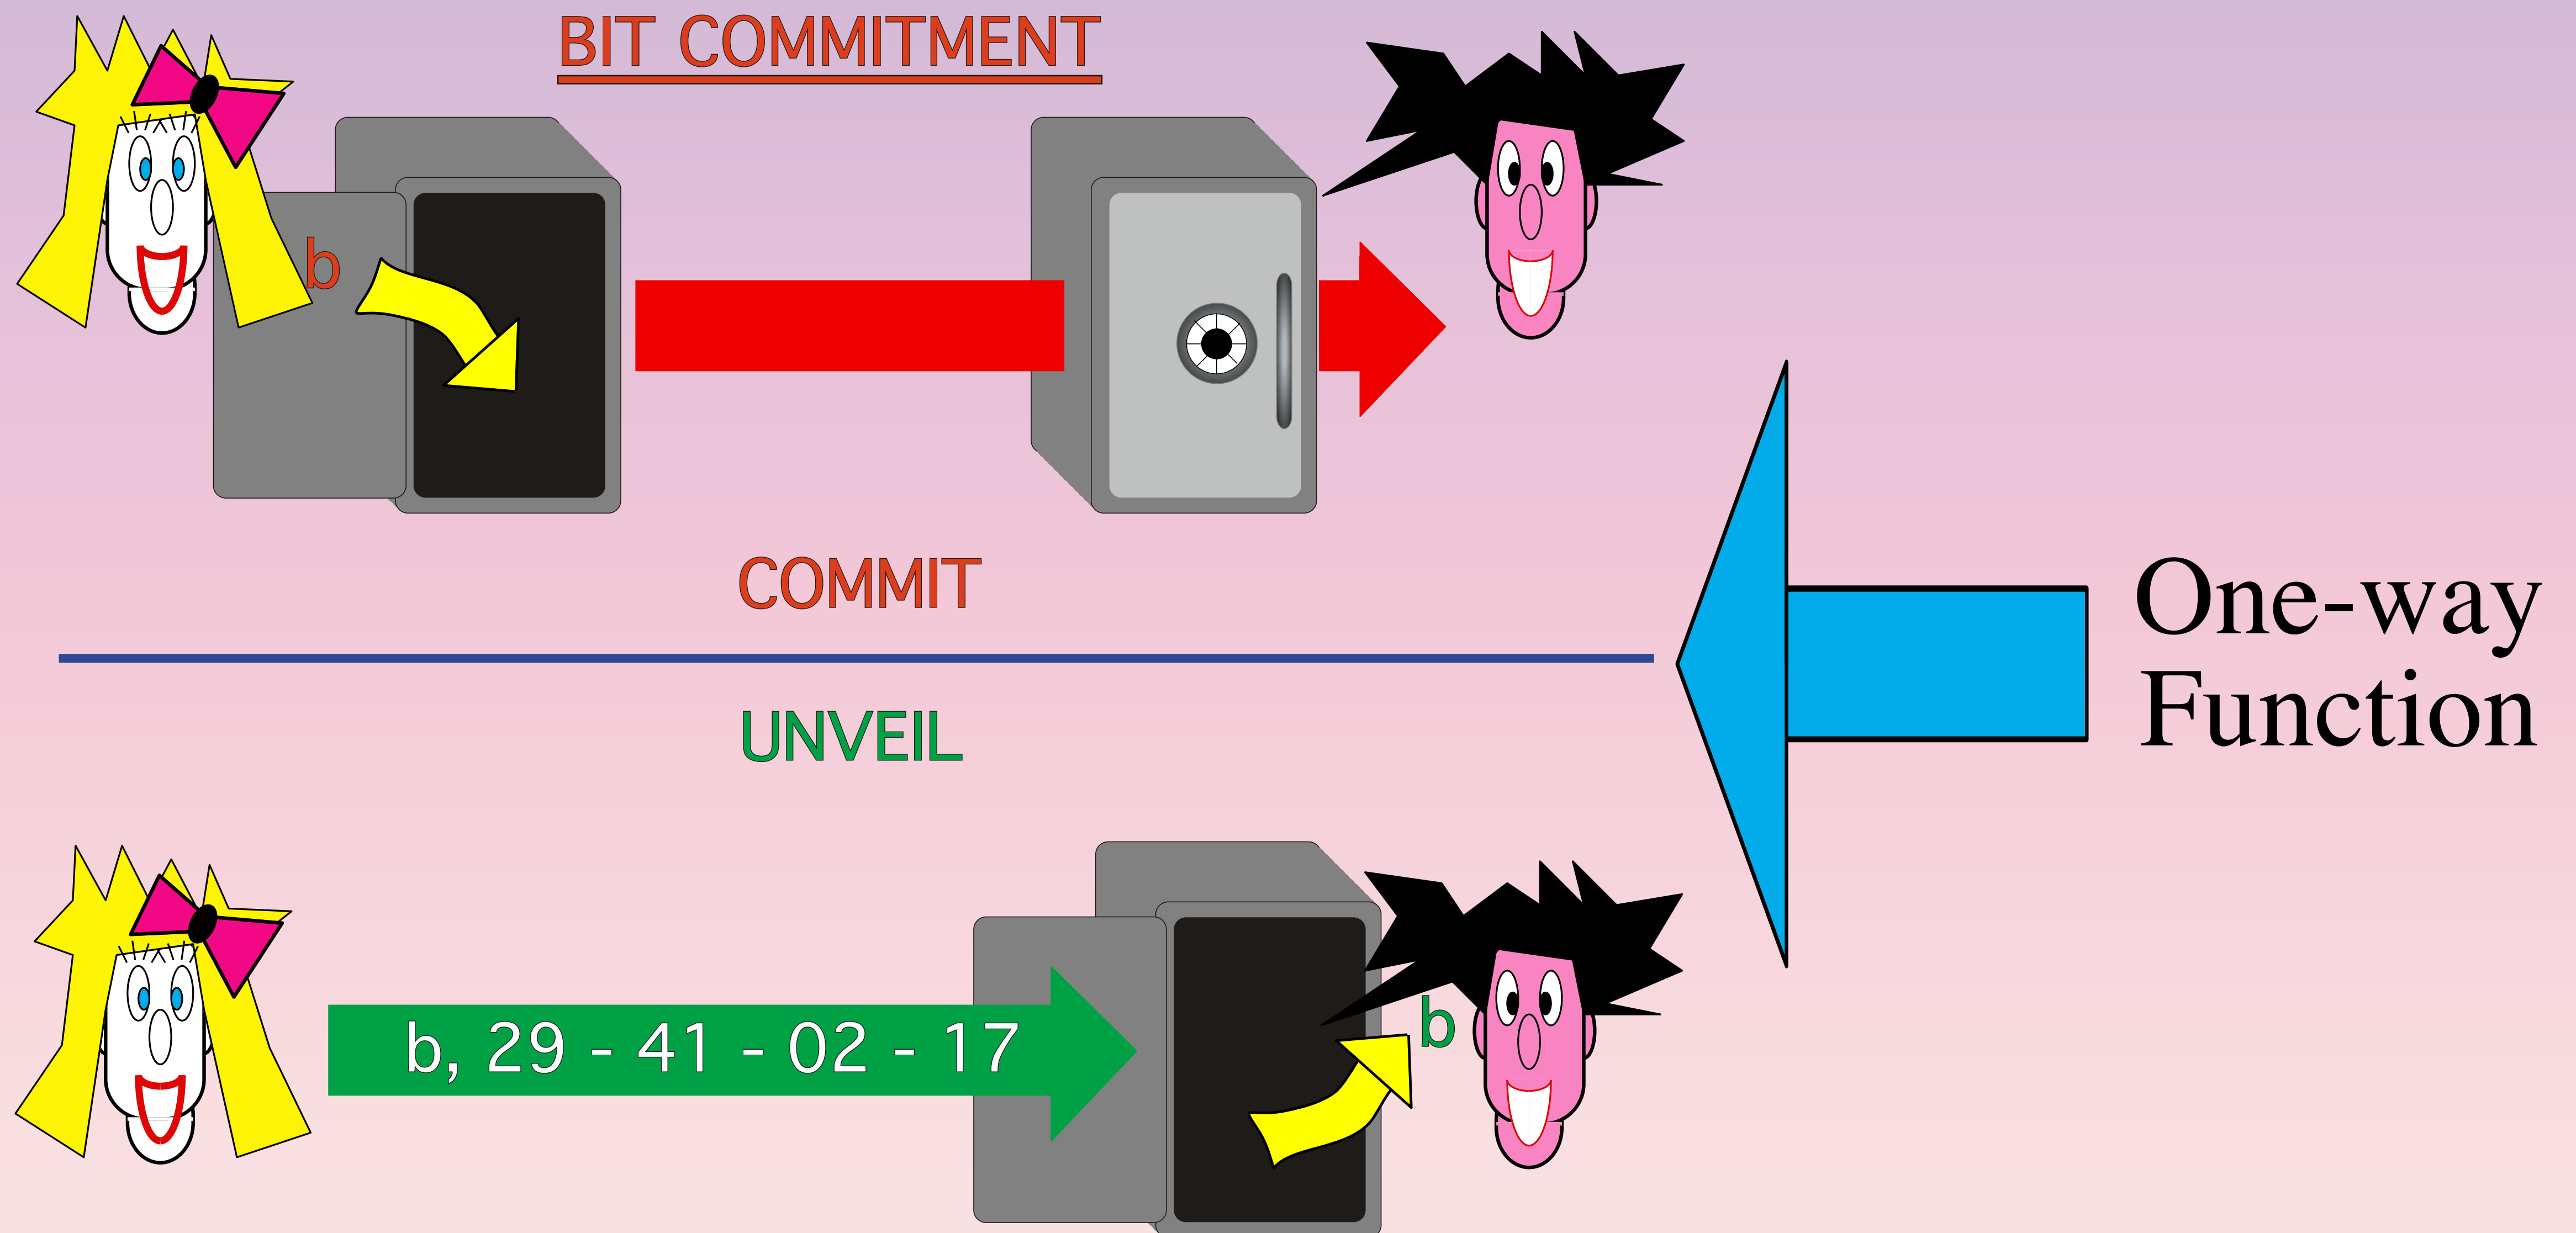 BIT COMMITMENT
b
COMMIT
One-way
Function
UNVEIL
b, 29 - 41 - 02 - 17
b